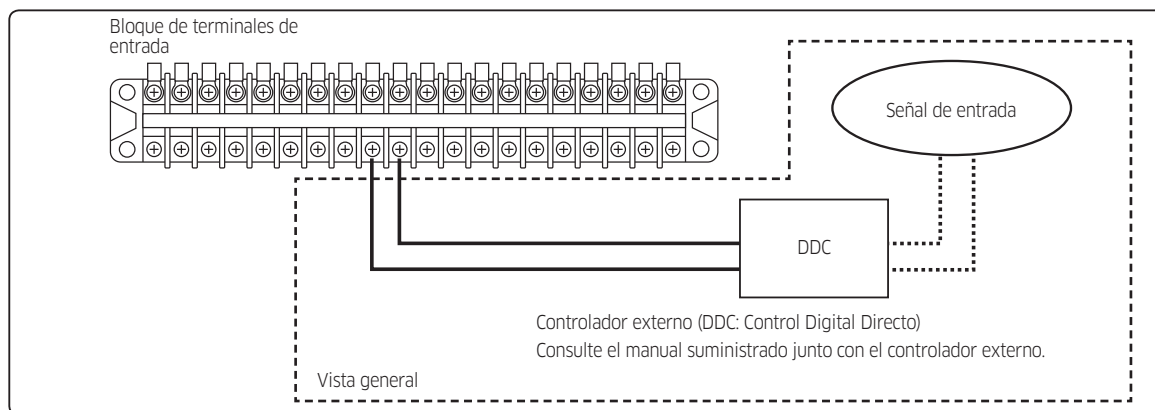 Bloque de terminales de
entrada
Señal de entrada
DDC
Controlador externo (DDC: Control Digital Directo)
Consulte el manual suministrado junto con el controlador externo.
Vista general